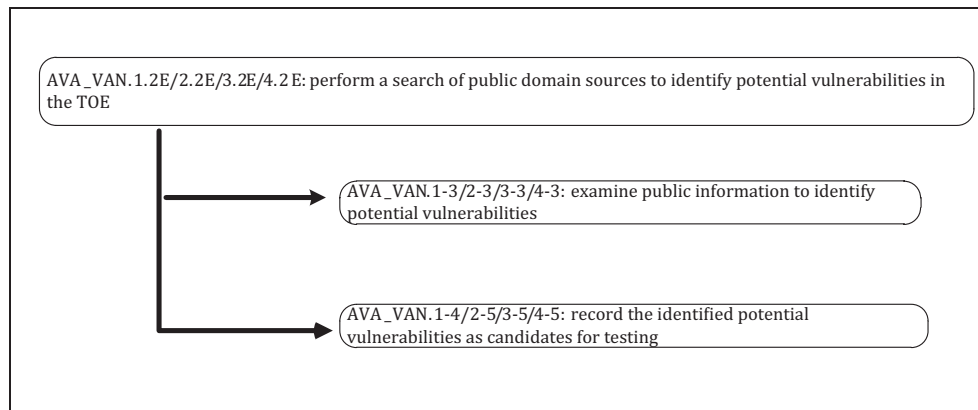 AVA_VAN.1.2E/2.2E/3.2E/4.2 E: perform a search of public domain sources to identify potential vulnerabilities in
the TOE
AVA_VAN.1-3/2-3/3-3/4-3: examine public information to identify
potential vulnerabilities
AVA_VAN.1-4/2-5/3-5/4-5: record the identified potential
vulnerabilities as candidates for testing